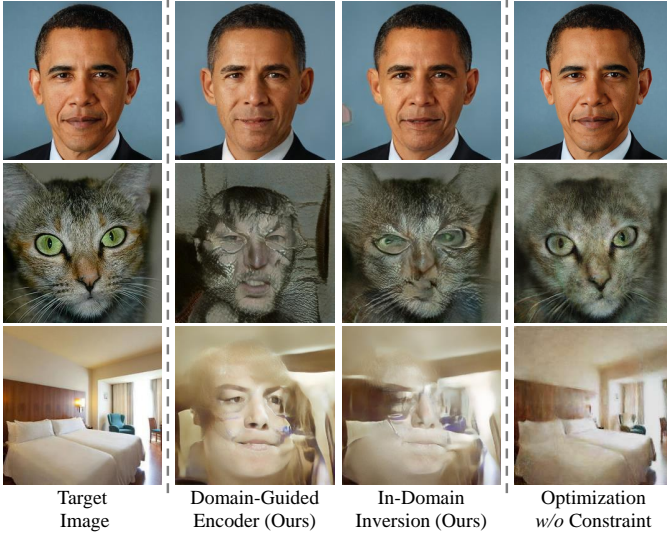 Target
Image
Domain-Guided
Encoder (Ours)
In-Domain
Inversion (Ours)
Optimization
w/o Constraint